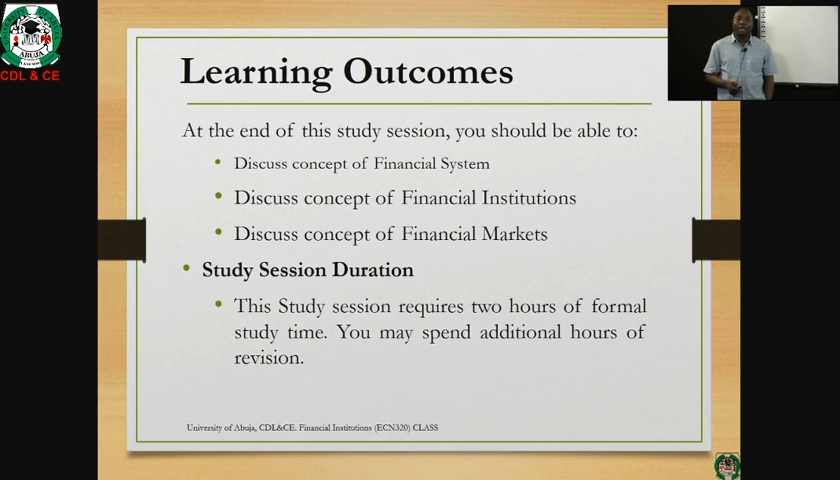 ABUJA
CDL & CE
Learning Outcomes
At the end of this study session, you should be able to:
• Discuss concept of Financial System
• Discuss concept of Financial Institutions
• Discuss concept of Financial Markets
• Study Session Duration
• This Study session requires two hours of formal
study time. You may spend additional hours of
revision.
University of Abuja, CDL&CE. Financial Institutions (ECN320) CLASS